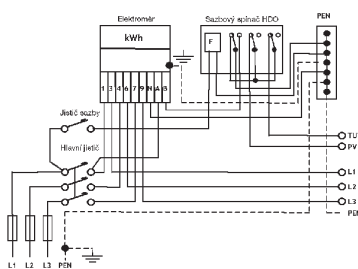 Elektroměr
Sazbový spínač HDO
PEN
kWh
F
1 3 4 6 7 9 N A B
Jistič sazby
Hlavní jistič
TU
PV
L1
L2
L3
PEN
L1 L2 L3 PEN